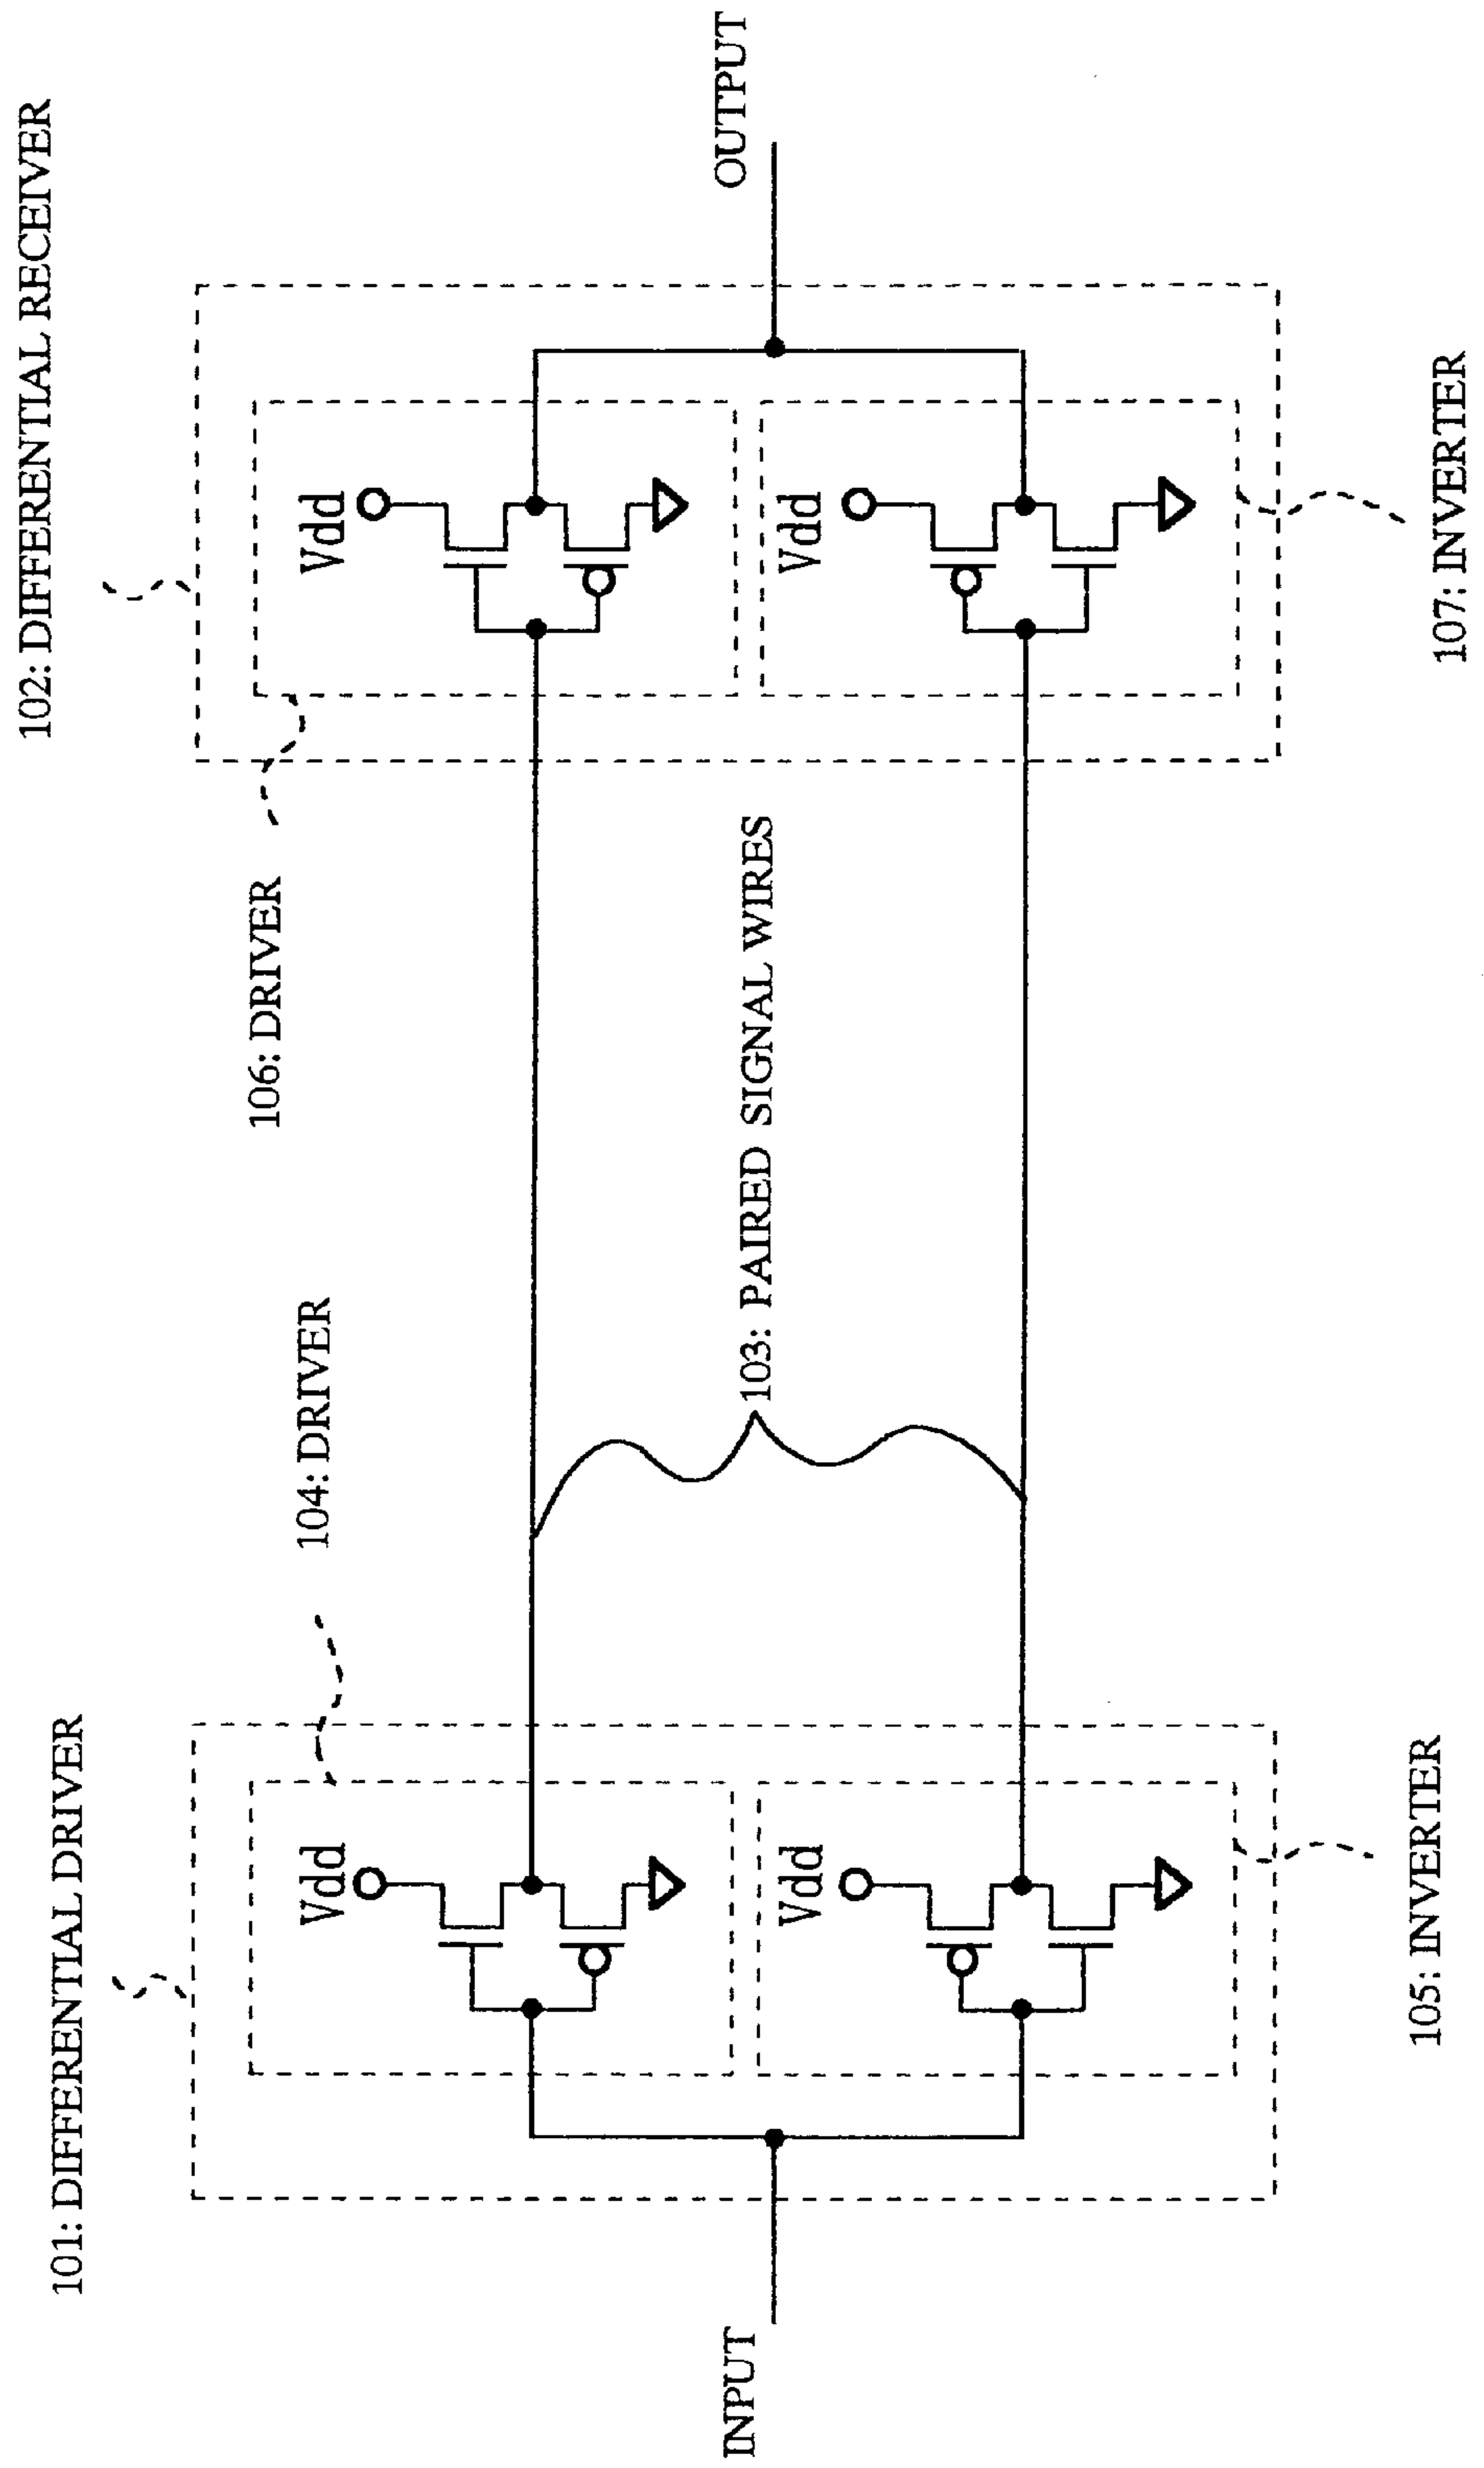 101: DIFFERENTIAL DRIVER
102: DIFFERENTIAL RECEIVER
104: DRIVER
106: DRIVER
Vdd
Vdd
INPUT
103: PAIRED SIGNAL WIRES
OUTPUT
Vdd
Vdd
105: INVERTER
107: INVERTER